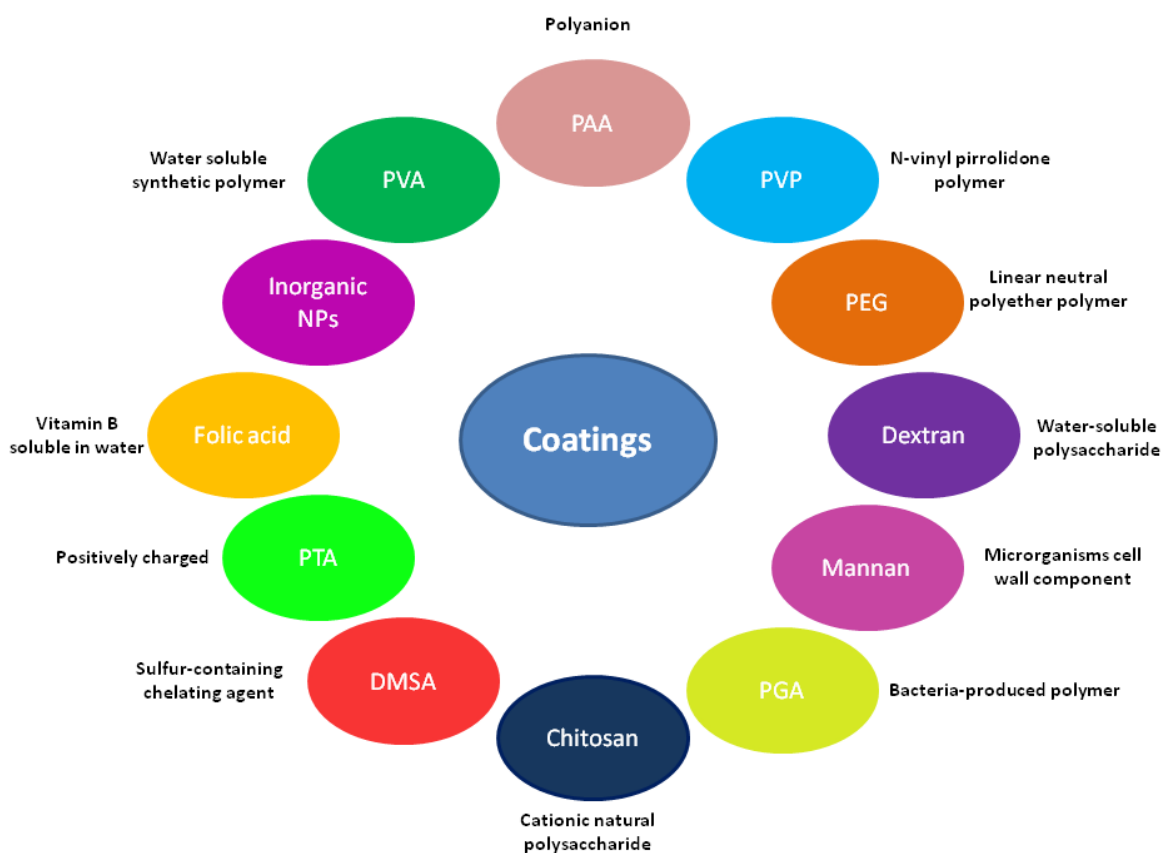 Polyanion
PAA
PVP
N-vinyl pirrolidone
polymer
PEG
Linear neutral
polyether polymer
Dextran
Water-soluble
polysaccharide
Mannan
Microrganisms cell
wall component
PGA
Bacteria-produced polymer
Chitosan
Cationic natural
polysaccharide
DMSA
Sulfur-containing
chelating agent
PTA
Positively charged
Folic acid
Vitamin B
soluble in water
Inorganic
NPs
PVA
Water soluble
synthetic polymer
Coatings